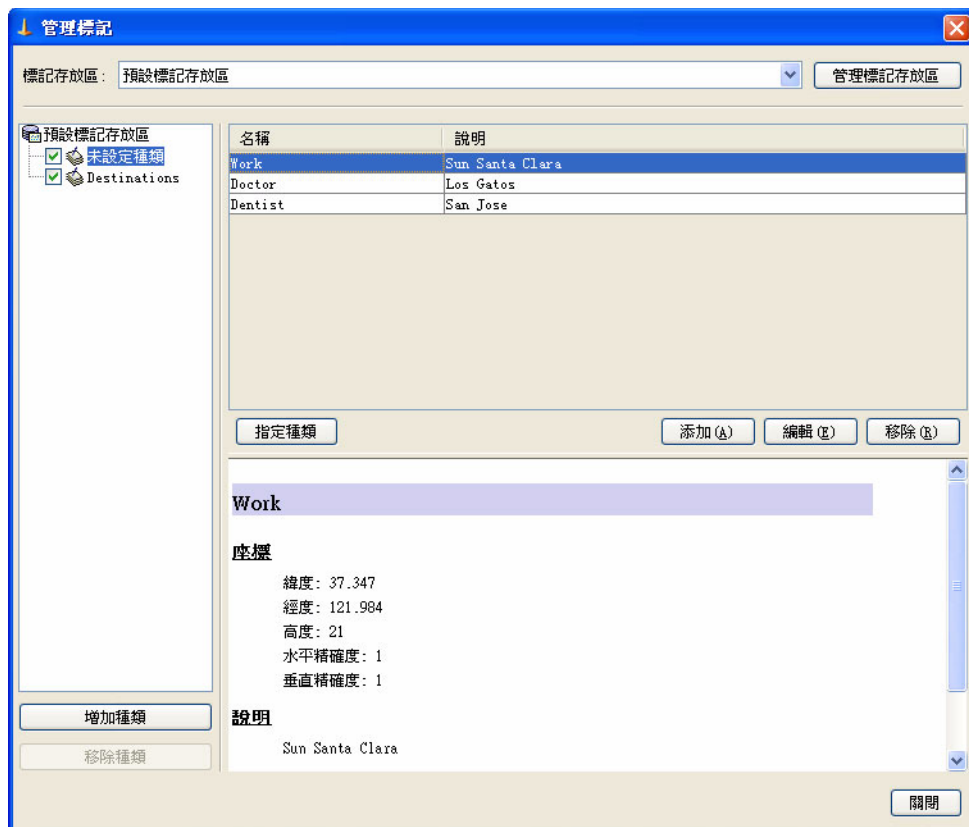 管理標記
標記存放區: 預設標記存放區 管理標記存放區
預設標記存放區
未設定種類
Destinations
名稱 說明
Work Sun Santa Clara
Doctor Los Gatos
Dentist San Jose
指定種類 添加(A) 編輯(E) 移除(R)
Work
座標
緯度: 37.347
經度: 121.984
高度: 21
水平精確度: 1
垂直精確度: 1
說明
Sun Santa Clara
增加種類
移除種類
關閉